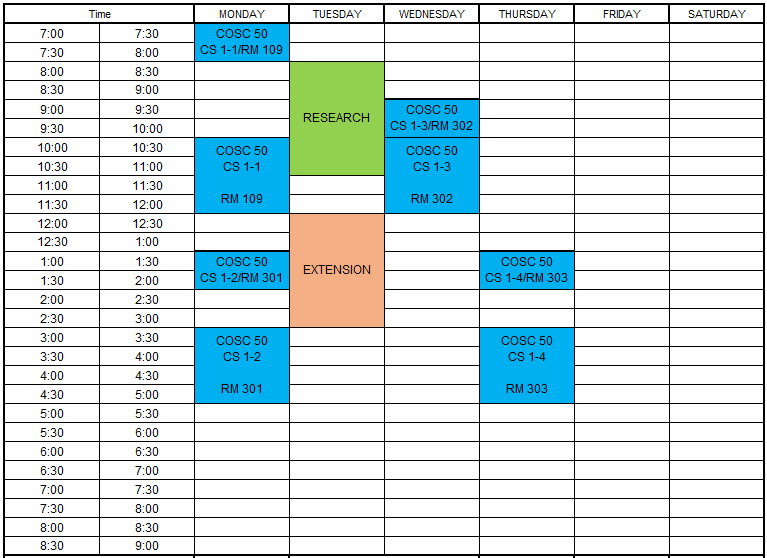 Time MONDAY TUESDAY WEDNESDAY THURSDAY FRIDAY SATURDAY
7:00 7:30 COSC 50
7:30 8:00 CS 1-1/RM 109
8:00 8:30
8:30 9:00
9:00 9:30 COSC 50
RESEARCH
9:30 10:00 CS 1-3/RM 302
10:00 10:30 COSC 50 COSC 50
10:30 11:00 CS 1-1 CS 1-3
11:00 11:30
11:30 12:00 RM 109 RM 302
12:00 12:30
12:30 1:00
1:00 1:30 COSC 50 COSC 50
EXTENSION
1:30 2:00 CS 1-2/RM 301 CS 1-4/RM 303
2:00 2:30
2:30 3:00
3:00 3:30 COSC 50 COSC 50
3:30 4:00 CS 1-2 CS 1-4
4:00 4:30
4:30 5:00 RM 301 RM 303
5:00 5:30
5:30 6:00
6:00 6:30
6:30 7:00
7:00 7:30
7:30 8:00
8:00 8:30
8:30 9:00